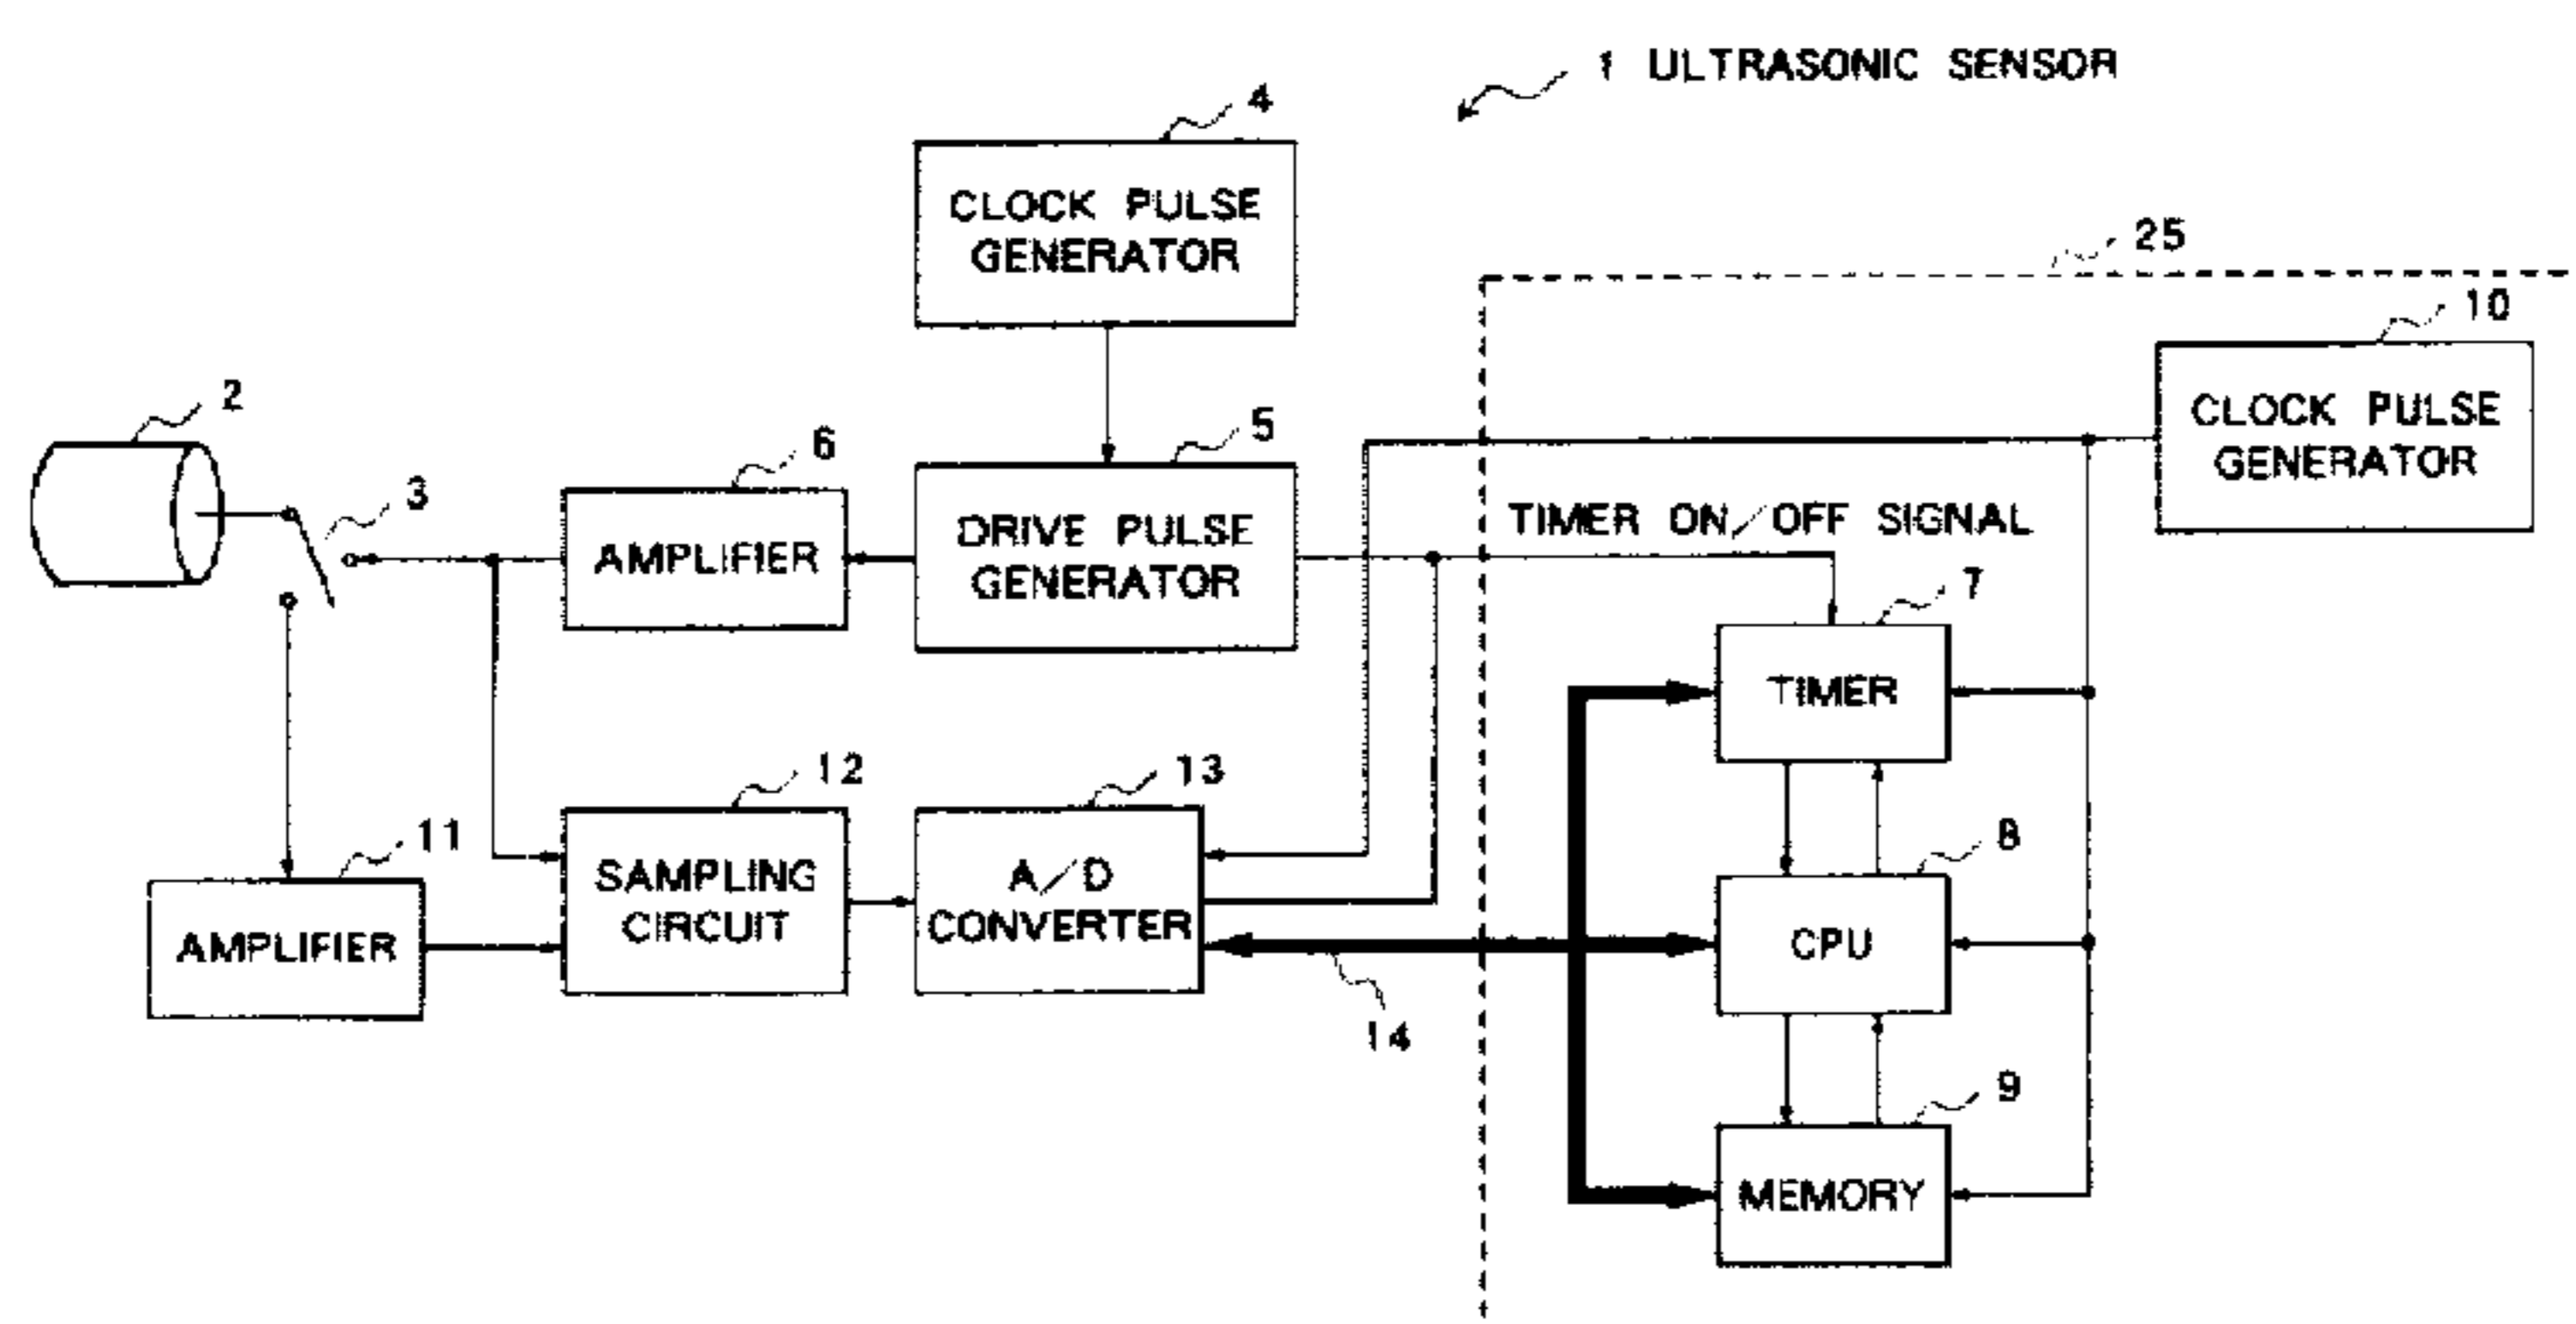 1 ULTRASONIC SENSOR
4
CLOCK PULSE
GENERATOR
25
10
CLOCK PULSE
GENERATOR
2
3
6
AMPLIFIER
5
DRIVE PULSE
GENERATOR
TIMER ON/OFF SIGNAL
7
TIMER
12
SAMPLING
CIRCUIT
13
A/D
CONVERTER
11
AMPLIFIER
8
CPU
14
9
MEMORY